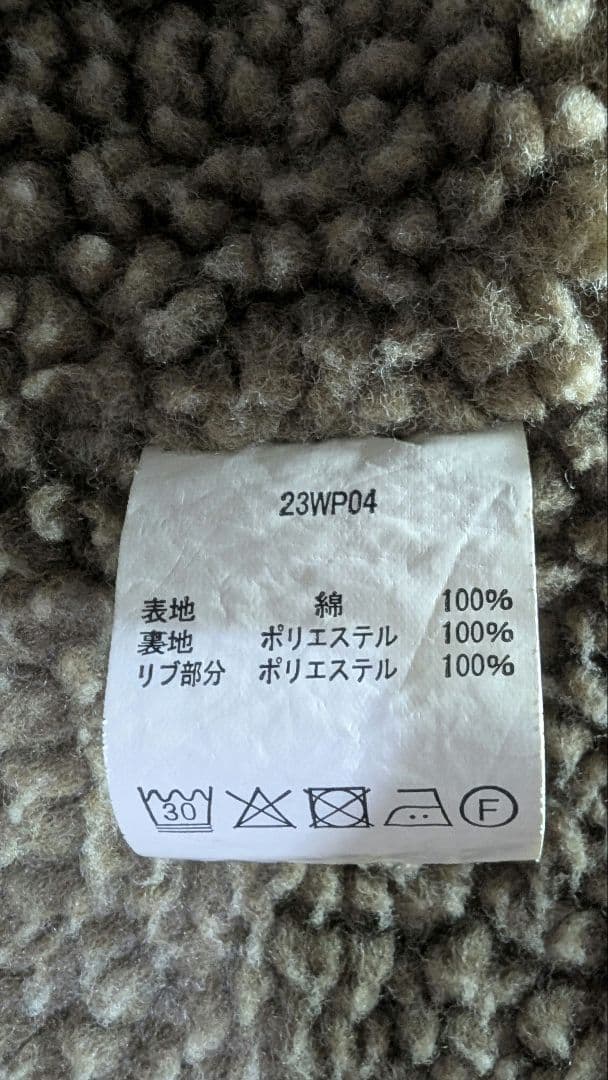 23WP04
表地 綿 100%
裏地 ポリエステル 100%
リブ部分 ポリエステル 100%
30 F